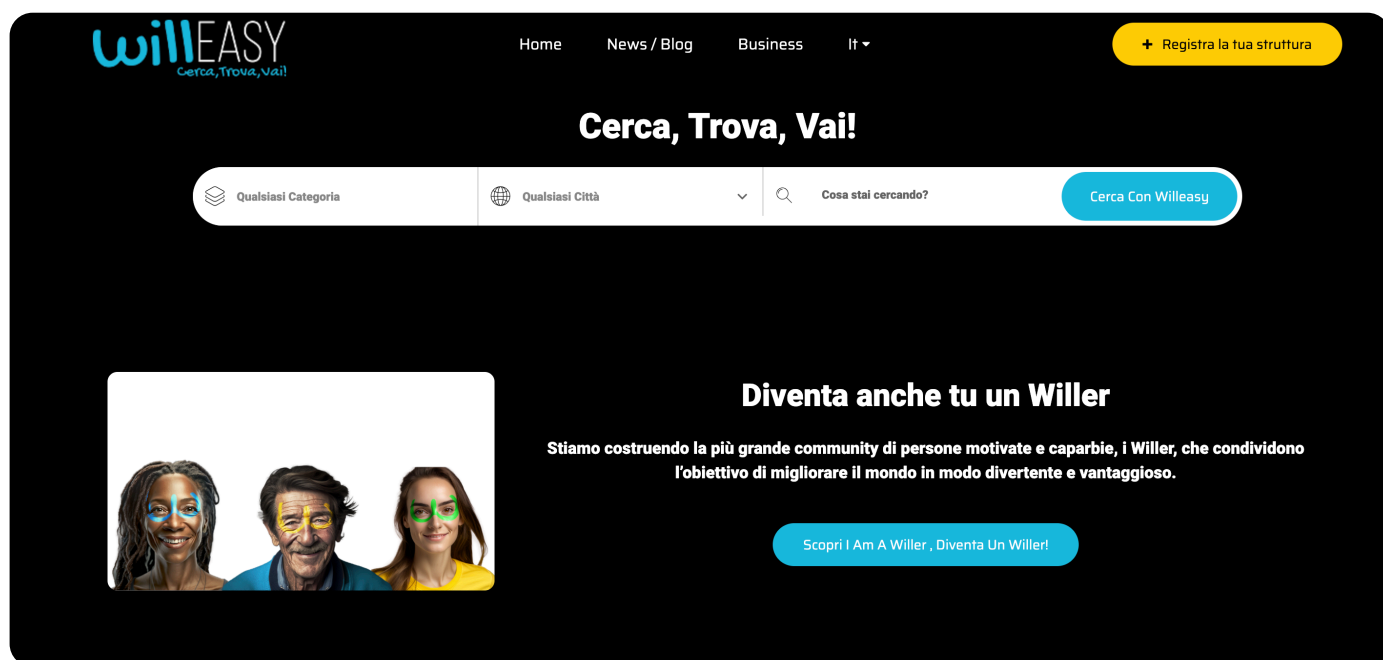 willEASY
Cerca,Trova,Vai!
Home
News / Blog
Business
It
+ Registra la tua struttura
Cerca, Trova, Vai!
Qualsiasi Categoria
Qualsiasi Città
Cosa stai cercando?
Cerca Con Willeasy
Diventa anche tu un Willer
Stiamo costruendo la più grande community di persone motivate e caparbie, i Willer, che condividono
l'obiettivo di migliorare il mondo in modo divertente e vantaggioso.
Scopri I Am A Willer , Diventa Un Willer!